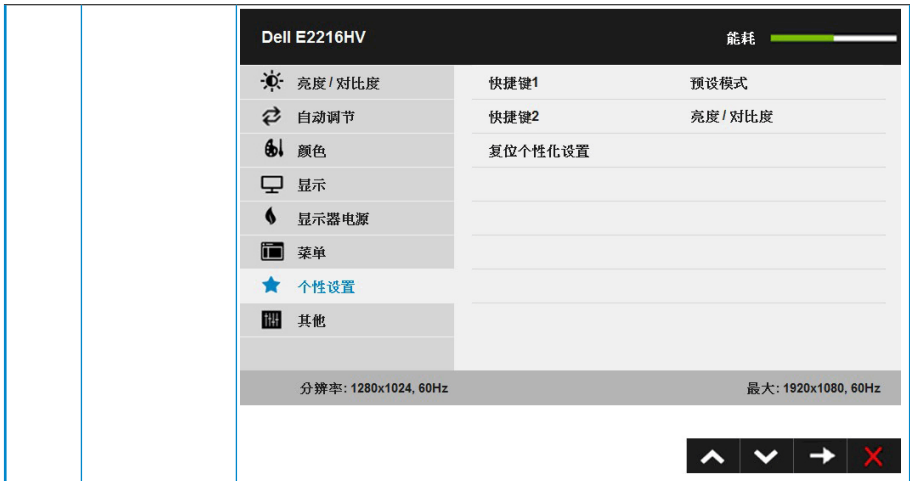 Dell E2216HV 能耗
亮度 / 对比度 快捷键1 预设模式
自动调节 快捷键2 亮度 / 对比度
颜色 复位个性化设置
显示
显示器电源
菜单
个性设置
其他
分辨率: 1280x1024, 60Hz 最大: 1920x1080, 60Hz